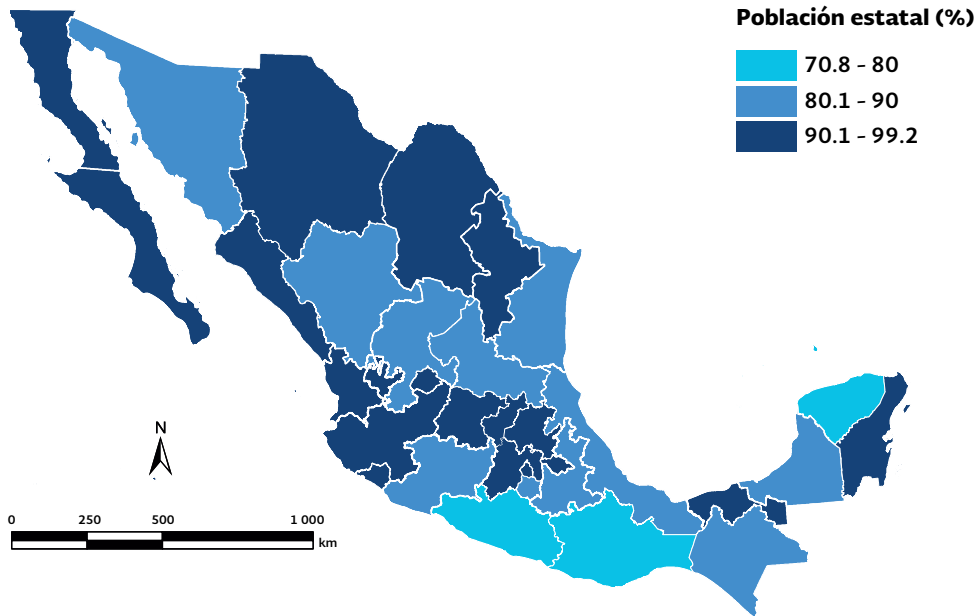 Población estatal (%)
70.8 - 80
80.1 - 90
90.1 - 99.2
N
0 250 500 1 000
km